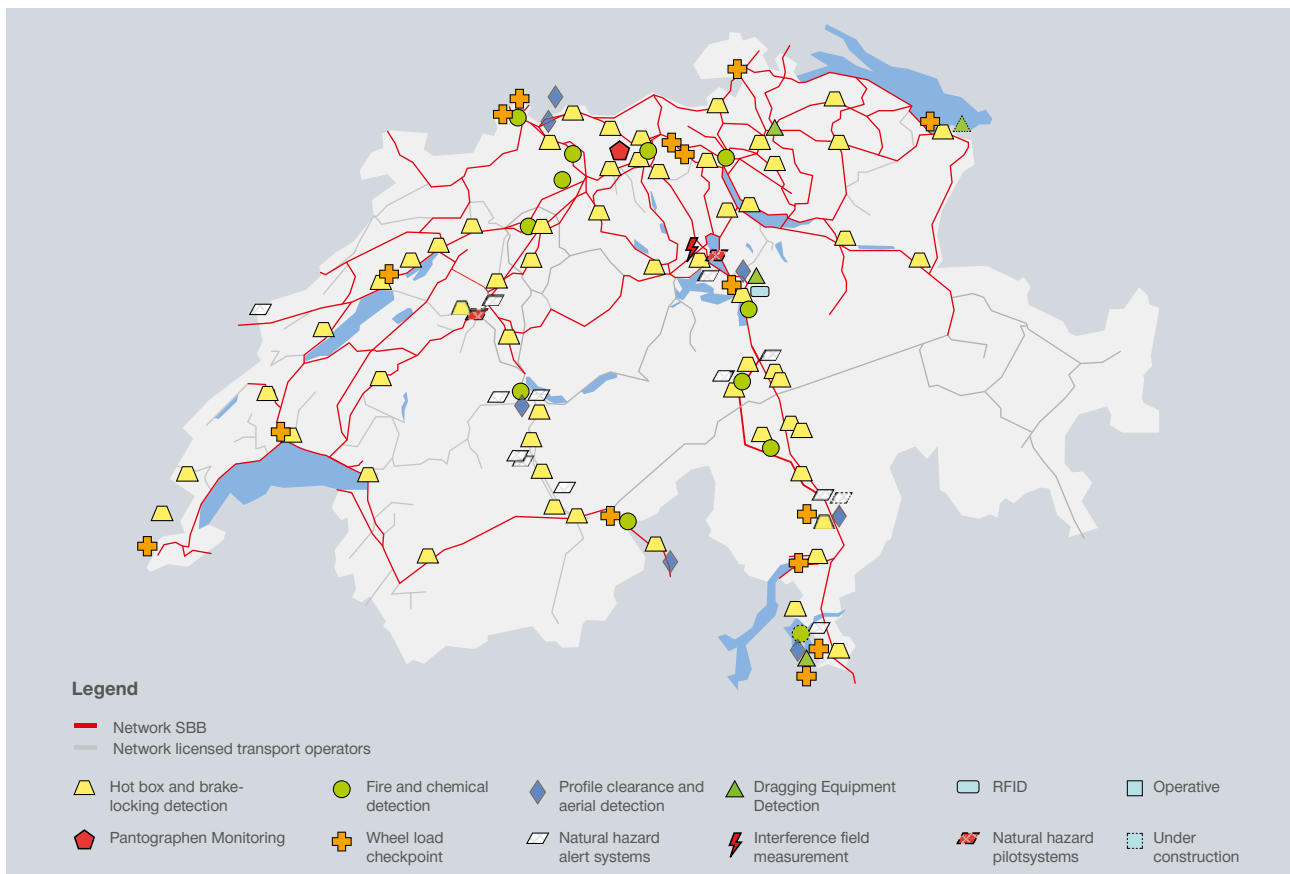 Legend
Network SBB
Network licensed transport operators
Hot box and brake-
locking detection
Fire and chemical
detection
Profile clearance and
aerial detection
Dragging Equipment
Detection
RFID
Operative
Pantographen Monitoring
Wheel load
checkpoint
Natural hazard
alert systems
Interference field
measurement
Natural hazard
pilotsystems
Under
construction